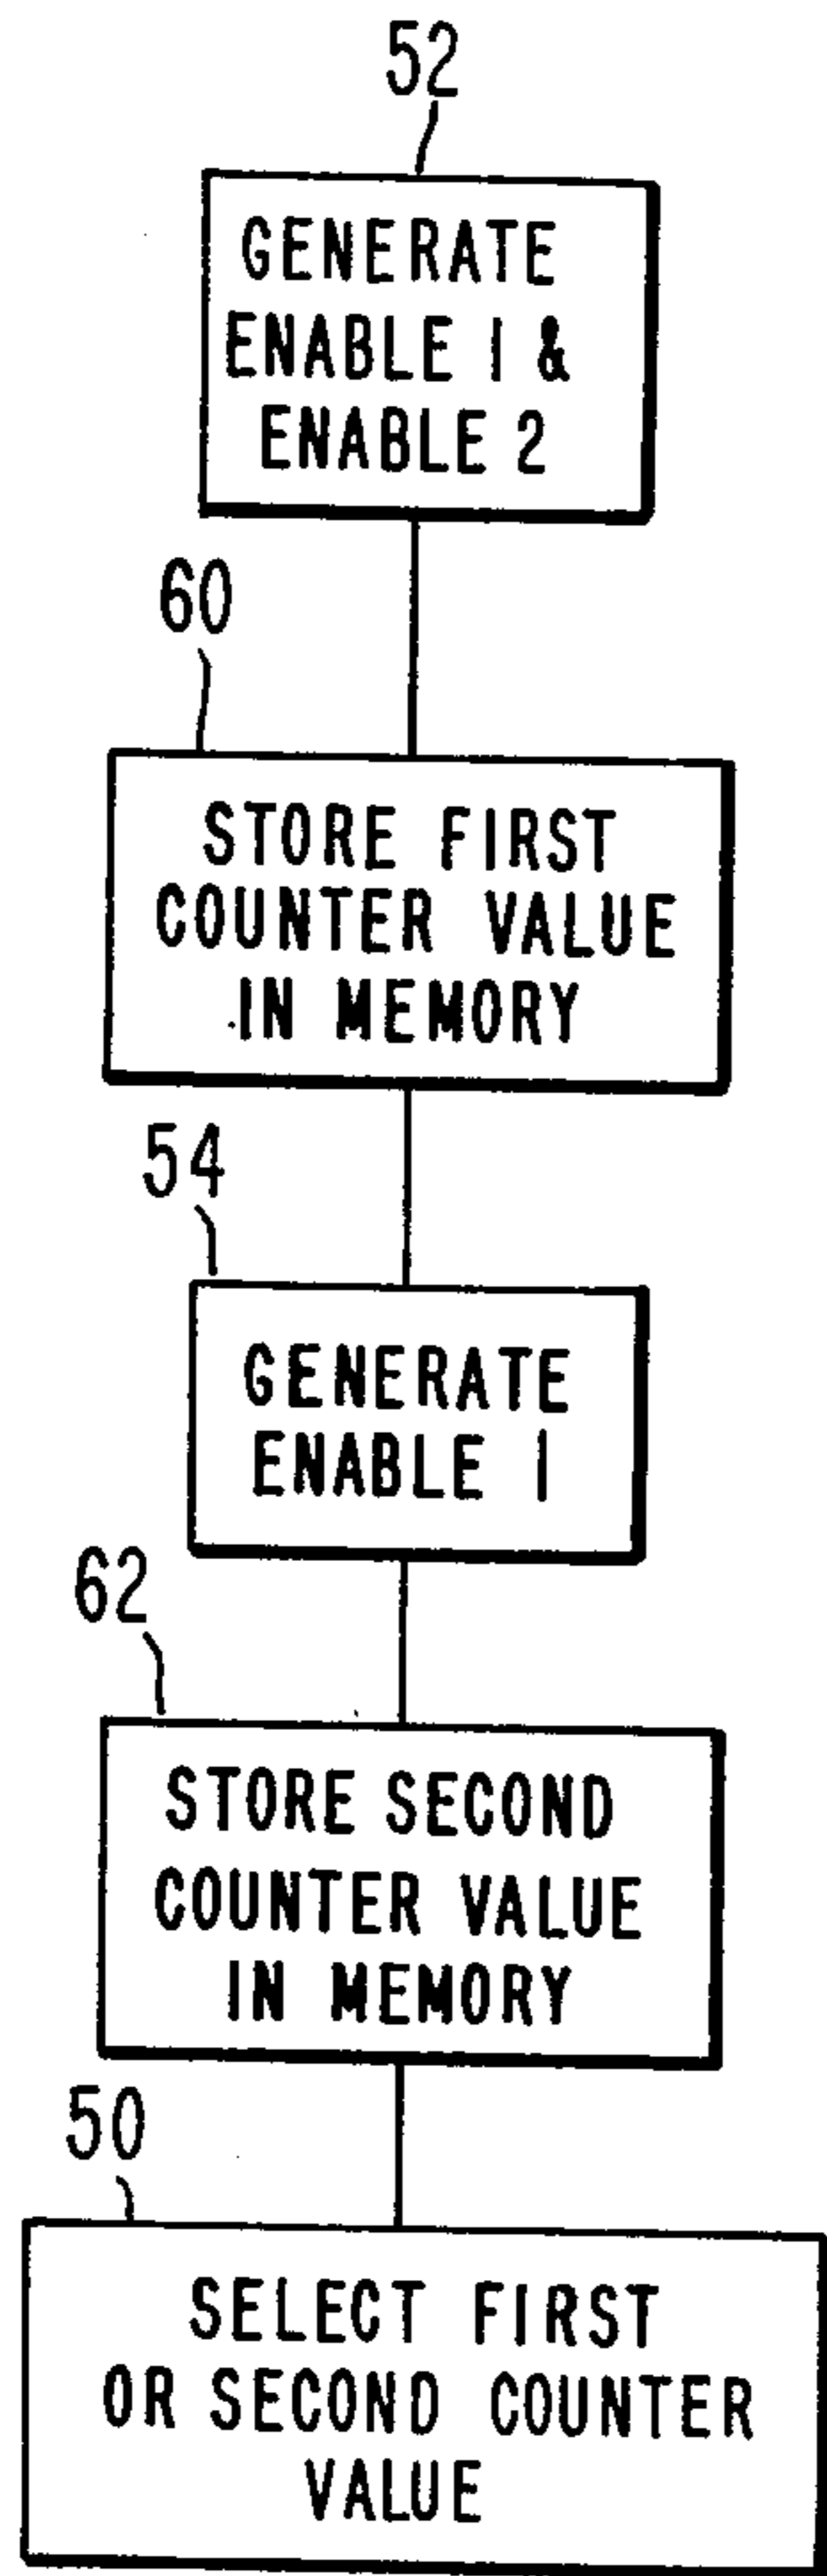 52
GENERATE
ENABLE 1 &
ENABLE 2
60
STORE FIRST
COUNTER VALUE
IN MEMORY
54
GENERATE
ENABLE 1
62
STORE SECOND
COUNTER VALUE
IN MEMORY
50
SELECT FIRST
OR SECOND COUNTER
VALUE